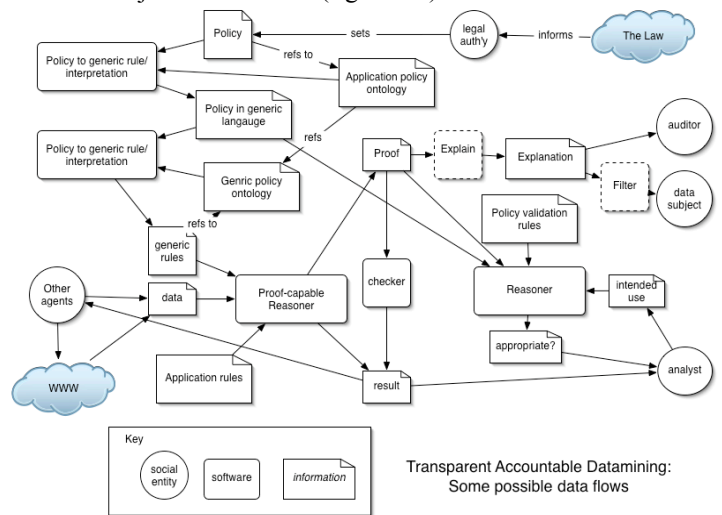 Policy
sets
legal
auth'y
informs
The Law
Policy to generic rule/
interpretation
refs to
Application policy
ontology
Policy in generic
langauge
refs
Policy to generic rule/
interpretation
Genric policy
ontology
Proof
Explain
Explanation
auditor
Filter
data
subject
Policy validation
rules
refs to
generic
rules
Other
agents
data
Proof-capable
Reasoner
checker
Reasoner
intended
use
appropriate?
WWW
Application rules
result
analyst
Key
social
entity
software
information
Transparent Accountable Datamining:
Some possible data flows